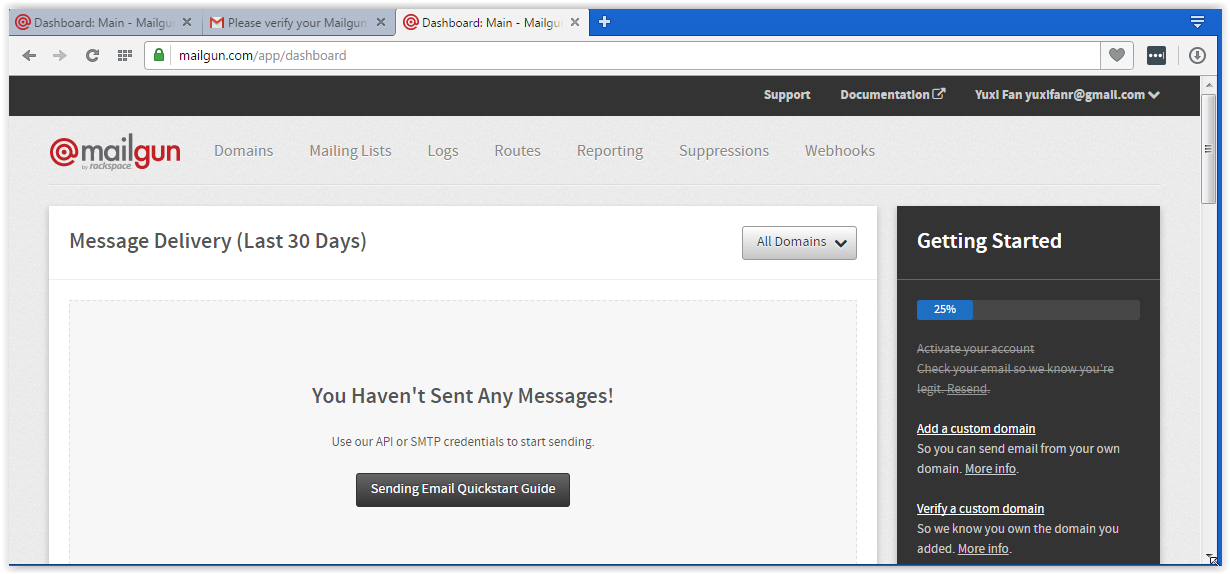 Dashboard: Main - Mailgu
Please verify your Mailgun
Dashboard: Main - Mailgu
mailgun.com/app/dashboard
Support Documentation Yuxi Fan yuxifanr@gmail.com
@mailgun
by rackspace
Domains Mailing Lists Logs Routes Reporting Suppressions Webhooks
Message Delivery (Last 30 Days)
All Domains
You Haven't Sent Any Messages!
Use our API or SMTP credentials to start sending.
Sending Email Quickstart Guide
Getting Started
25%
Activate your account
Check your email so we know you're
legit. Resend.
Add a custom domain
So you can send email from your own
domain. More info.
Verify a custom domain
So we know you own the domain you
added. More info.